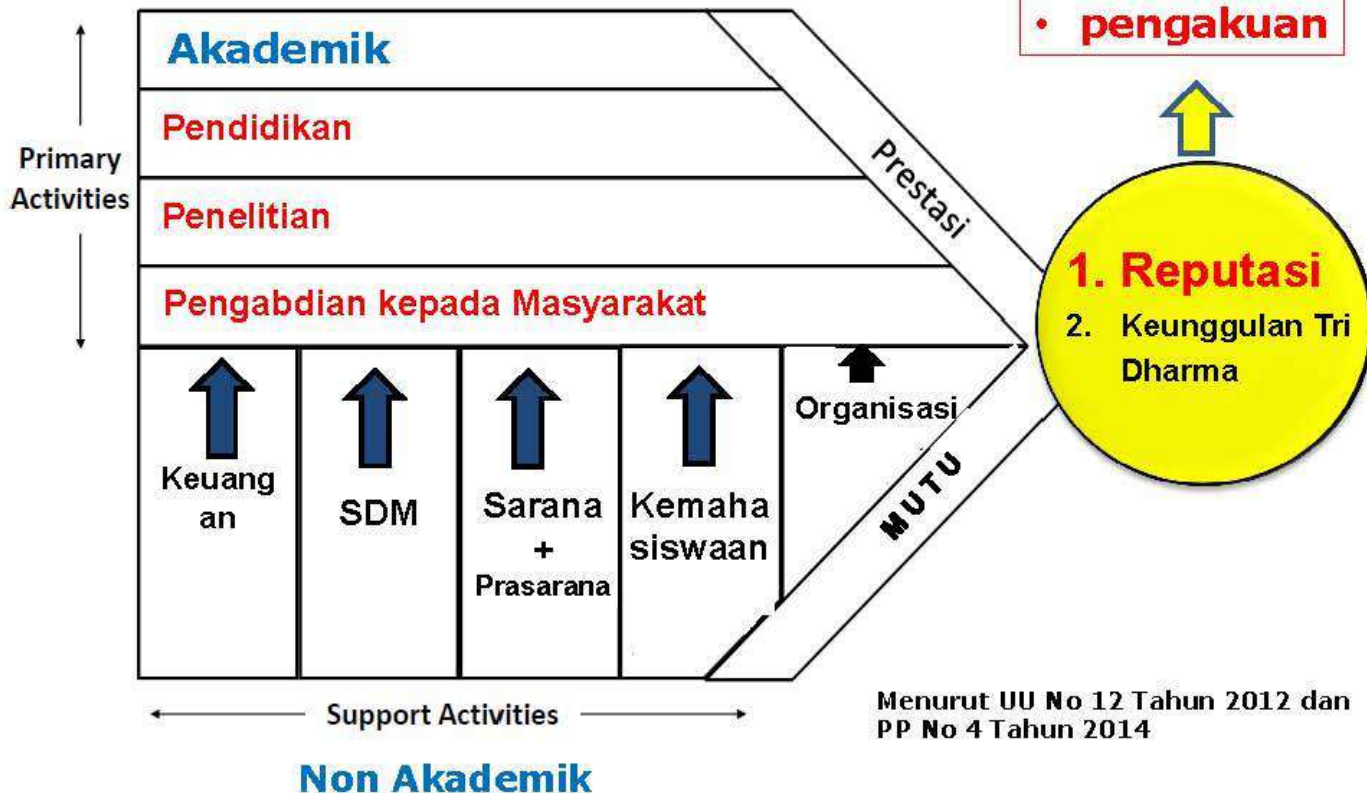 • pengakuan
Akademik
Pendidikan
Penelitian
Pengabdian kepada Masyarakat
Primary
Activities
Prestasi
1. Reputasi
2. Keunggulan Tri
Dharma
Keuang
an
SDM
Sarana
+
Prasarana
Kemaha
siswaan
Organisasi
MUTU
Support Activities
Non Akademik
Menurut UU No 12 Tahun 2012 dan
PP No 4 Tahun 2014